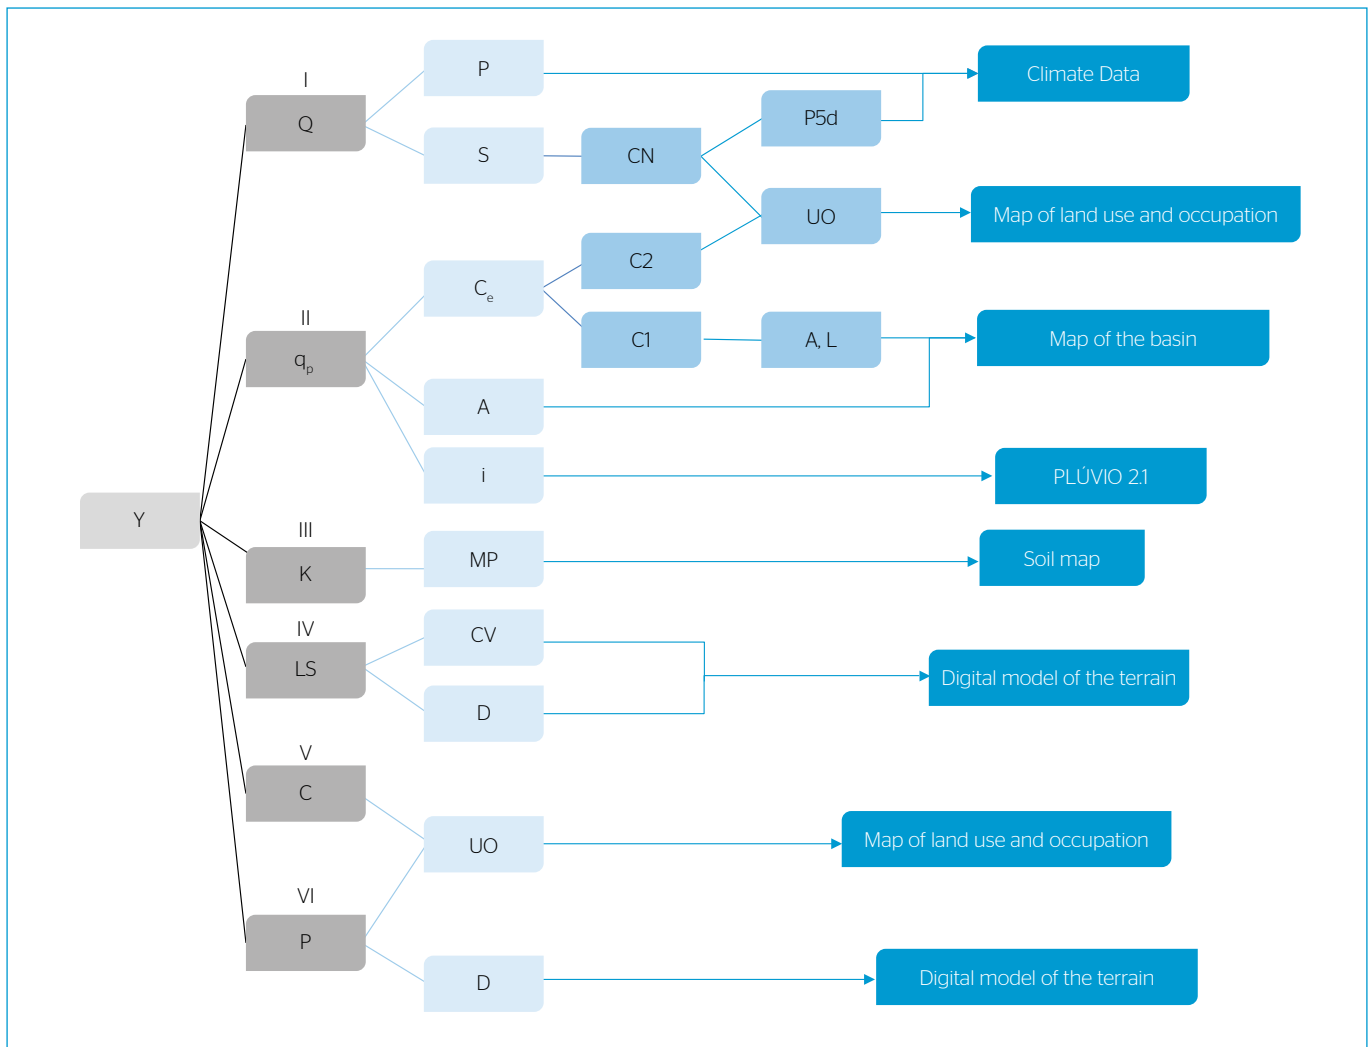 P
Climate Data
I
Q
P5d
S
CN
UO
Map of land use and occupation
C2
Cₑ
II
qₚ
C1
A, L
Map of the basin
A
i
PLÚVIO 2.1
Y
III
K
MP
Soil map
IV
LS
CV
Digital model of the terrain
D
V
C
UO
Map of land use and occupation
VI
P
D
Digital model of the terrain